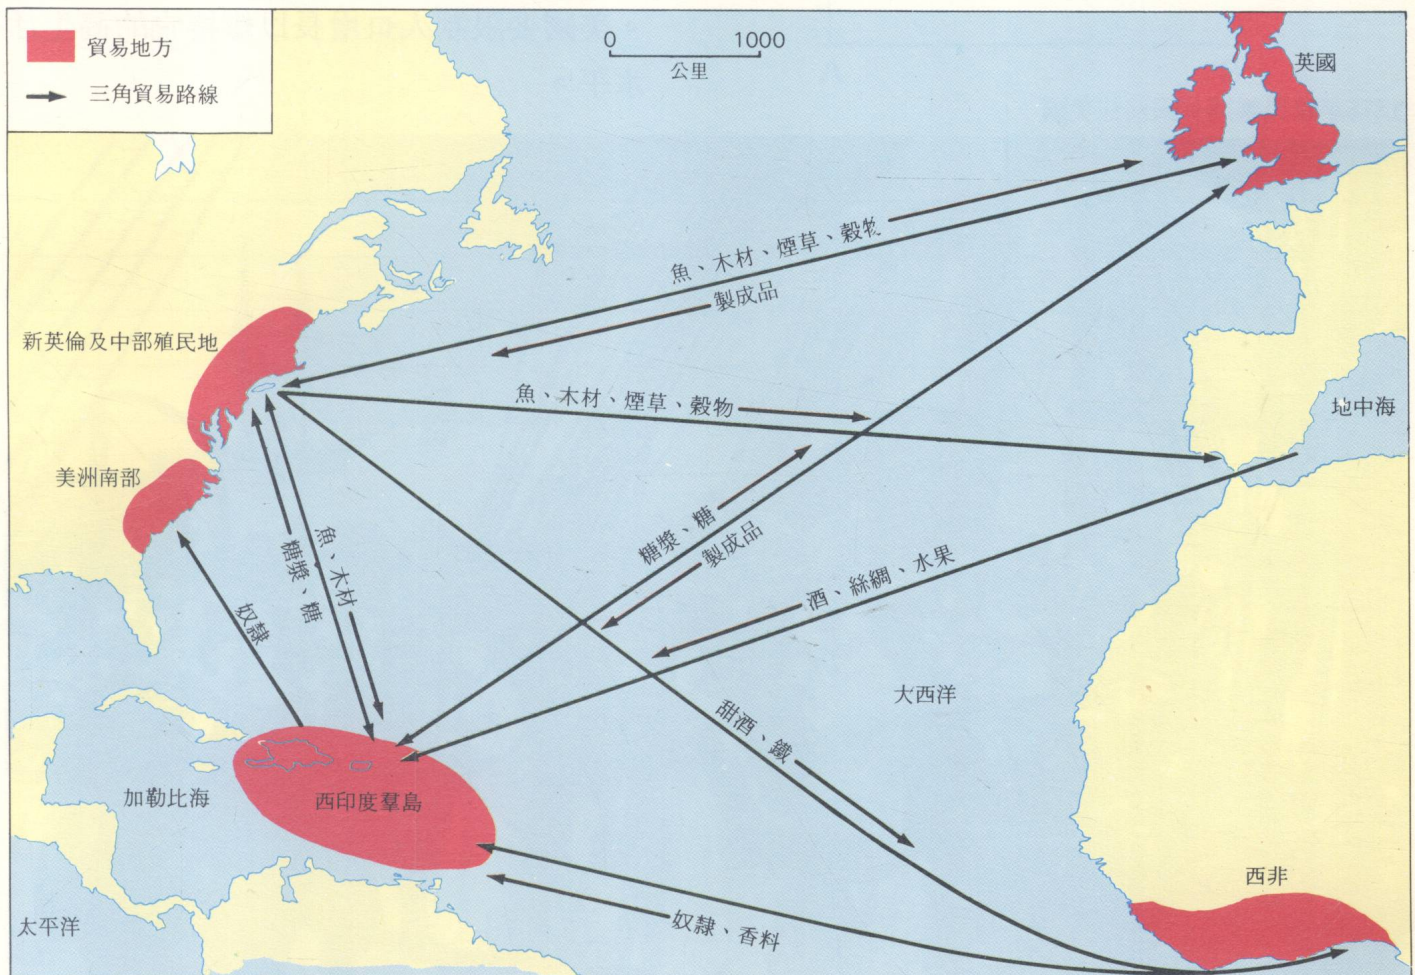 貿易地方
三角貿易路線
0 1000
公里
英國
魚、木材、煙草、穀物
製成品
新英倫及中部殖民地
魚、木材、煙草、穀物
地中海
美洲南部
糖漿、糖
製成品
魚、木材
糖漿、糖
酒、絲綢、水果
奴隸
大西洋
甜酒、鐵
加勒比海
西印度羣島
西非
奴隸、香料
太平洋